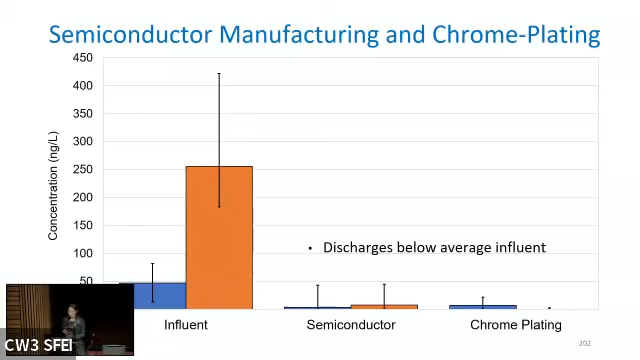 Semiconductor Manufacturing and Chrome-Plating
450
400
350
300
250
200
150
100
50
Concentration (ng/L)
• Discharges below average influent
Influent Semiconductor Chrome Plating
CW3 SFEI
202